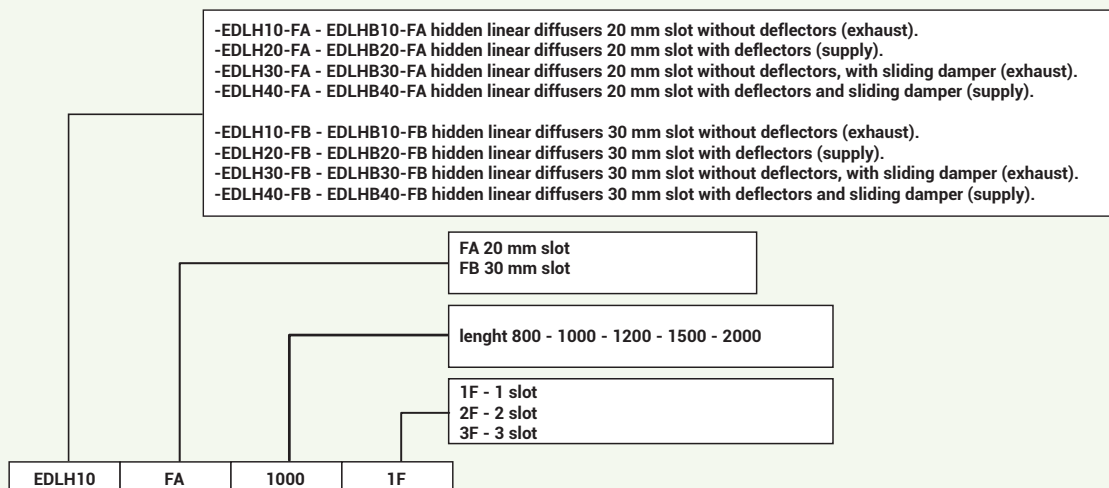 -EDLH10-FA - EDLHB10-FA hidden linear diffusers 20 mm slot without deflectors (exhaust).
-EDLH20-FA - EDLHB20-FA hidden linear diffusers 20 mm slot with deflectors (supply).
-EDLH30-FA - EDLHB30-FA hidden linear diffusers 20 mm slot without deflectors, with sliding damper (exhaust).
-EDLH40-FA - EDLHB40-FA hidden linear diffusers 20 mm slot with deflectors and sliding damper (supply).
-EDLH10-FB - EDLHB10-FB hidden linear diffusers 30 mm slot without deflectors (exhaust).
-EDLH20-FB - EDLHB20-FB hidden linear diffusers 30 mm slot with deflectors (supply).
-EDLH30-FB - EDLHB30-FB hidden linear diffusers 30 mm slot without deflectors, with sliding damper (exhaust).
-EDLH40-FB - EDLHB40-FB hidden linear diffusers 30 mm slot with deflectors and sliding damper (supply).
FA 20 mm slot
FB 30 mm slot
lenght 800 - 1000 - 1200 - 1500 - 2000
1F - 1 slot
2F - 2 slot
3F - 3 slot
EDLH10 FA 1000 1F